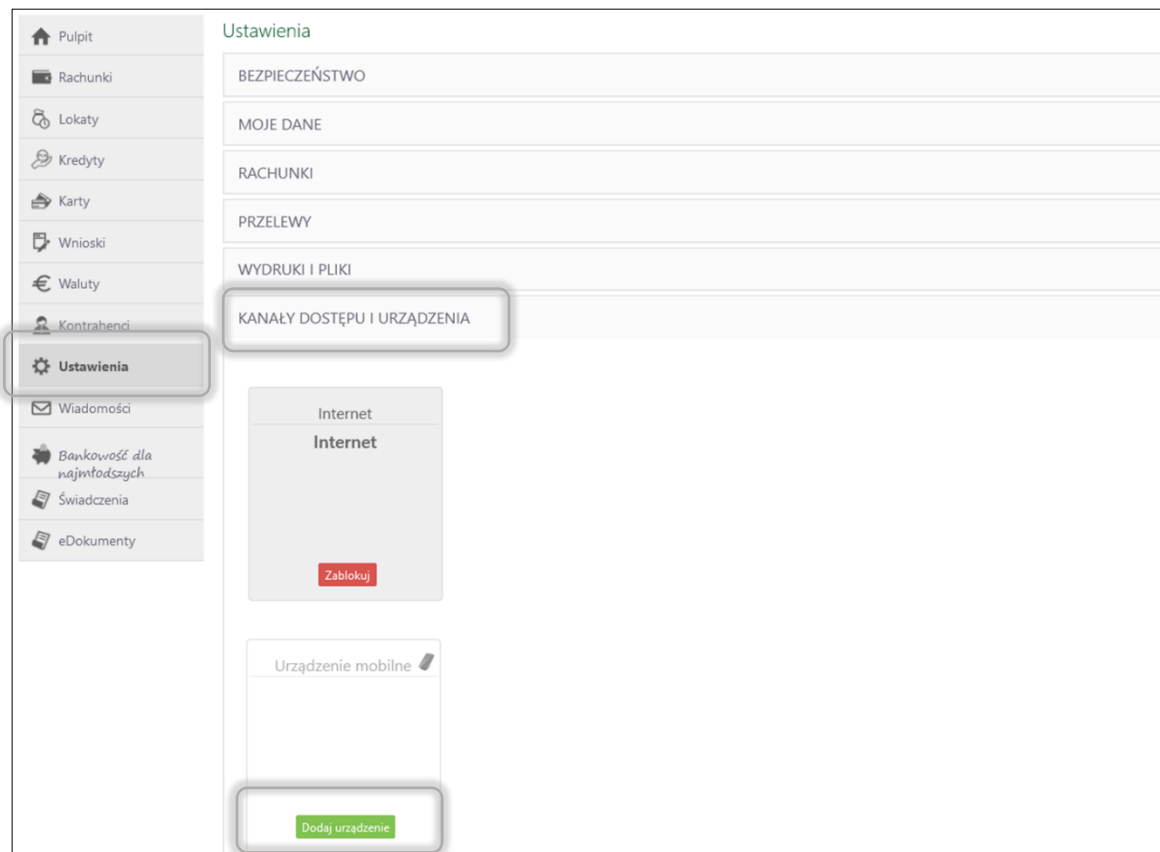 Pulpit
Rachunki
Lokaty
Kredyty
Karty
Wnioski
Waluty
Kontrahenci
Ustawienia
Wiadomości
Bankowość dla
najmłodszych
Świadczenia
eDokumenty
Ustawienia
BEZPIECZEŃSTWO
MOJE DANE
RACHUNKI
PRZELEWY
WYDRUKI I PLIKI
KANAŁY DOSTĘPU I URZĄDZENIA
Internet
Internet
Zablokuj
Urządzenie mobilne
Dodaj urządzenie